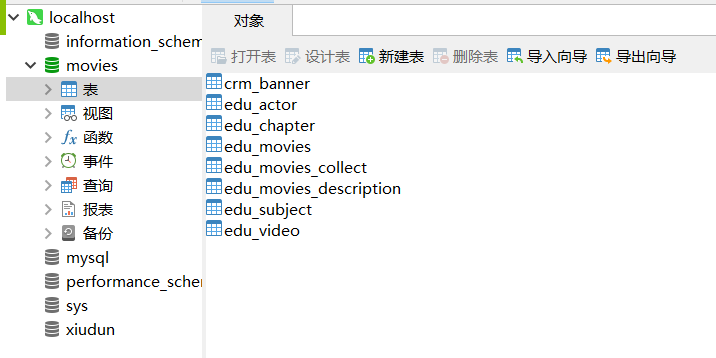 localhost
information_schem
movies
表
视图
函数
事件
查询
报表
备份
mysql
performance_schem
sys
xiudun
对象
打开表 设计表 新建表 删除表 导入向导 导出向导
crm_banner
edu_actor
edu_chapter
edu_movies
edu_movies_collect
edu_movies_description
edu_subject
edu_video